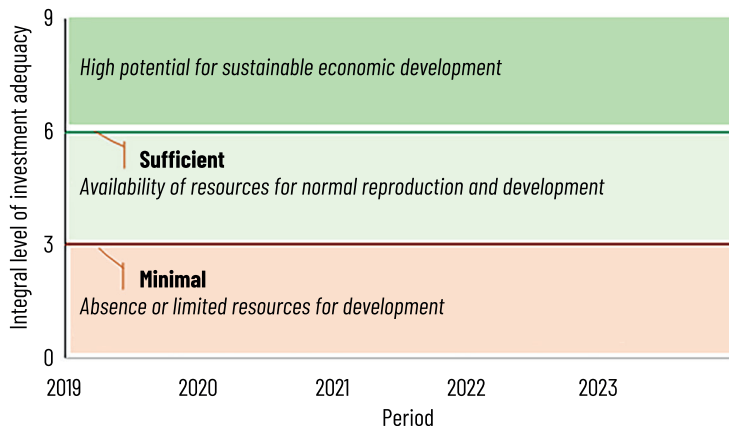 Integral level of investment adequacy
9
High potential for sustainable economic development
6
Sufficient
Availability of resources for normal reproduction and development
3
Minimal
Absence or limited resources for development
0
2019 2020 2021 2022 2023
Period